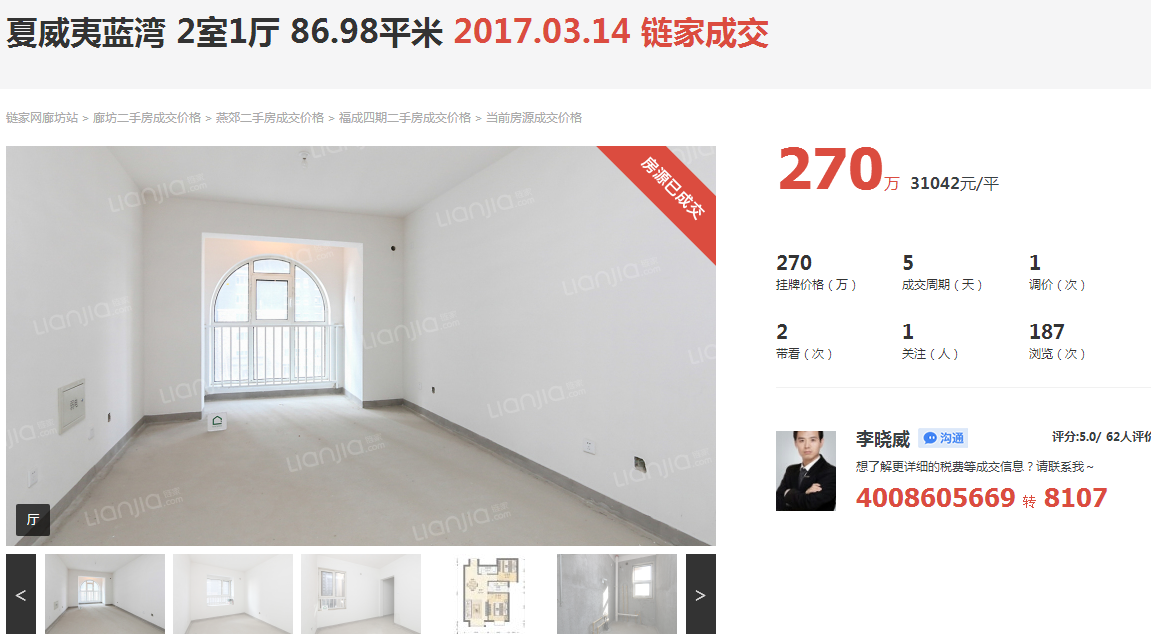 夏威夷蓝湾 2室1厅 86.98平米 2017.03.14 链家成交
链家网廊坊站 > 廊坊二手房成交价格 > 燕郊二手房成交价格 > 福成四期二手房成交价格 > 当前房源成交价格
房源已成交
Lianjia.com
厅
<
>
270万 31042元/平
270 5 1
挂牌价格（万） 成交周期（天） 调价（次）
2 1 187
带看（次） 关注（人） 浏览（次）
李晓威 沟通 评分:5.0/ 62人评价
想了解更详细的税费等成交信息？请联系我～
4008605669 转 8107